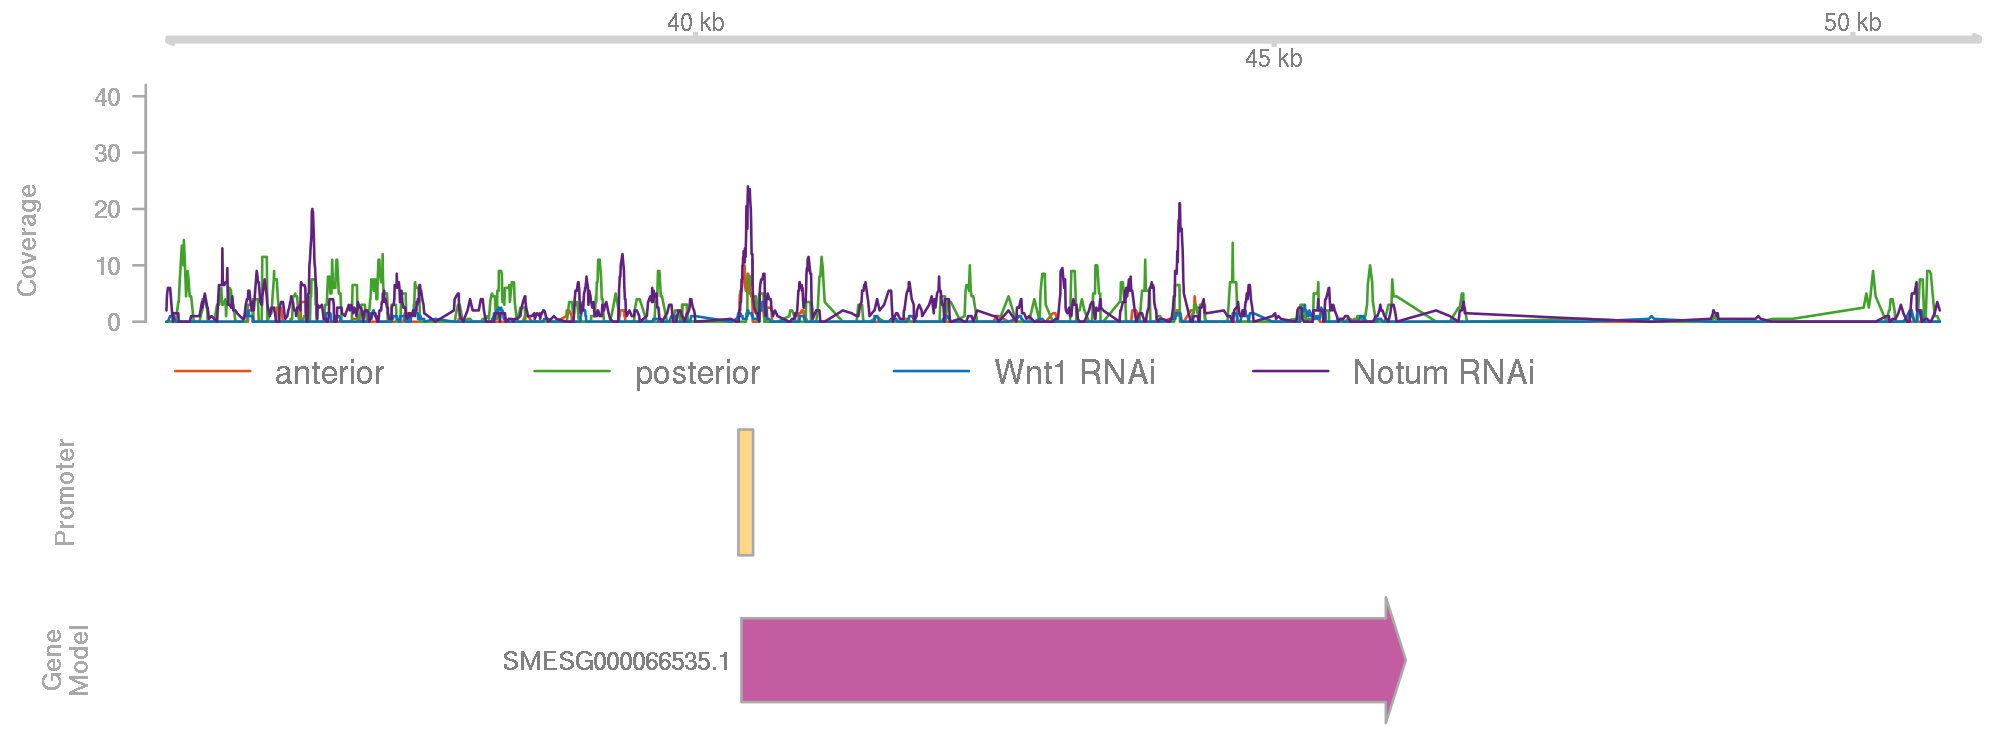 40 kb
50 kb
45 kb
Coverage
40
30
20
10
0
anterior
posterior
Wnt1 RNAi
Notum RNAi
Promoter
Gene
Model
SMESG000066535.1